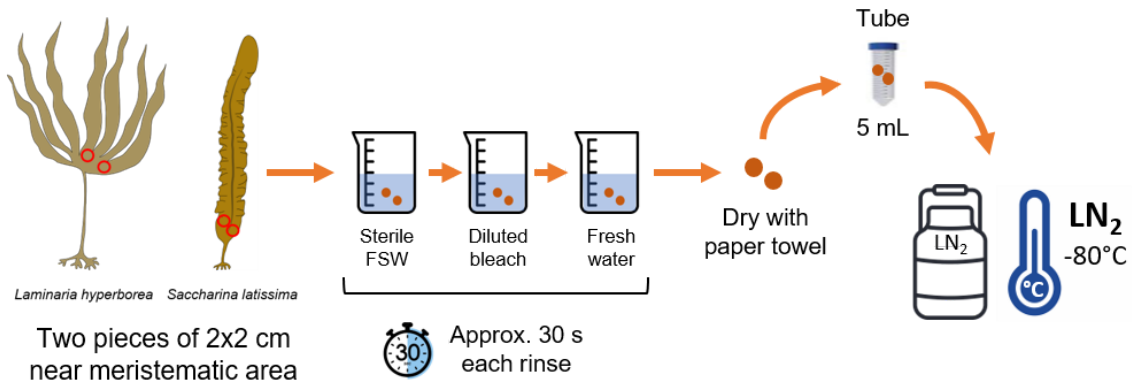 Laminaria hyperborea
Saccharina latissima
Two pieces of 2x2 cm
near meristematic area
Sterile
FSW
Diluted
bleach
Fresh
water
30
Approx. 30 s
each rinse
Dry with
paper towel
Tube
5 mL
LN₂
°C
LN₂
-80°C